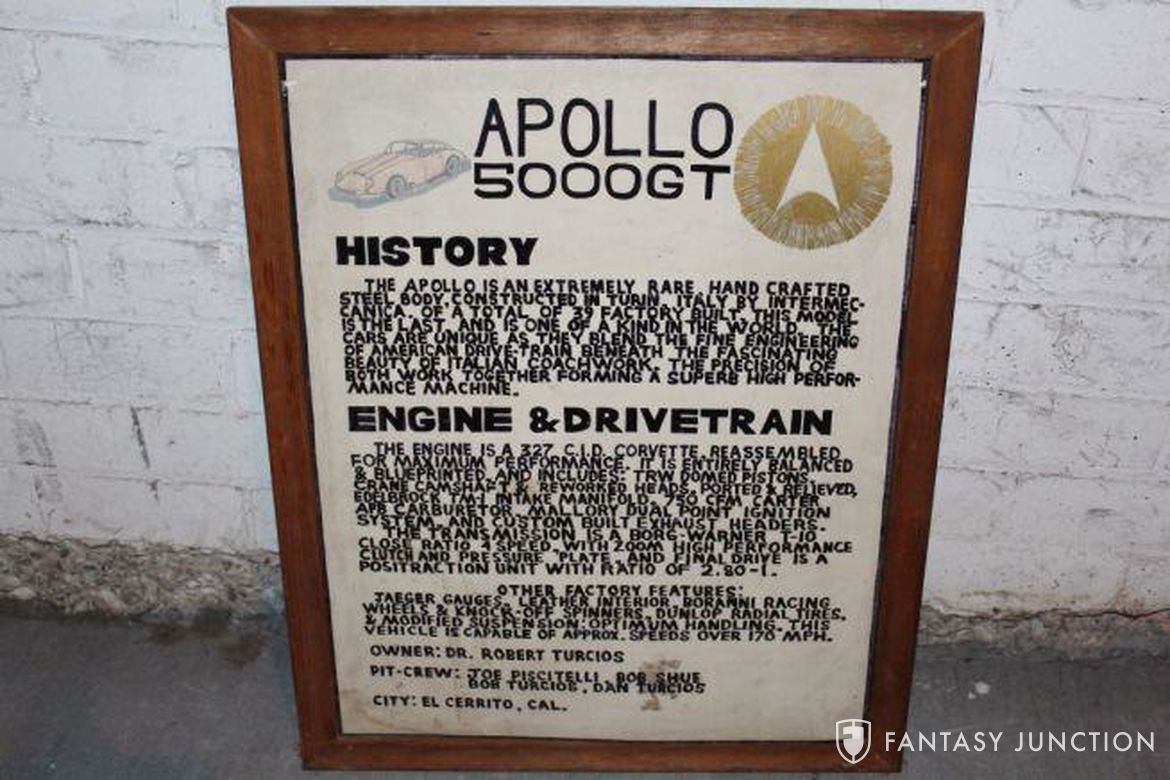 APOLLO
5000GT
HISTORY
THE APOLLO IS AN EXTREMELY RARE, HAND CRAFTED
STEEL BODY, CONSTRUCTED IN TURIN, ITALY BY INTERMEC-
CANICA. OF A TOTAL OF 39 FACTORY BUILT, THIS MODEL
IS THE LAST, AND IS ONE OF A KIND IN THE WORLD. THE
CARS ARE UNIQUE AS THEY BLEND THE FINE ENGINEERING
OF AMERICAN DRIVE-TRAIN BENEATH THE FASCINATING
BEAUTY OF ITALIAN COACHWORK. THE PRECISION OF
BOTH WORK TOGETHER FORMING A SUPERB HIGH PERFOR-
MANCE MACHINE.
ENGINE & DRIVETRAIN
THE ENGINE IS A 327 C.I.D. CORVETTE, REASSEMBLED
FOR MAXIMUM PERFORMANCE. IT IS ENTIRELY BALANCED
& BLUEPRINTED, AND INCLUDES: TRW DOMED PISTONS,
CRANE CAMSHAFT, & REWORKED HEADS, PORTED & RELIEVED,
EDELBROCK T/M-1 INTAKE MANIFOLD, 750 CFM CARTER
AFB CARBURETOR, MALLORY DUAL POINT IGNITION
SYSTEM, AND CUSTOM BUILT EXHAUST HEADERS.
THE TRANSMISSION IS A BORG-WARNER T-10
CLOSE RATIO 4 SPEED, WITH ZOOM HIGH PERFORMANCE
CLUTCH AND PRESSURE PLATE, AND FINAL DRIVE IS A
POSITRACTION UNIT WITH RATIO OF 2.80-1.
OTHER FACTORY FEATURES:
JAEGER GAUGES, LEATHER INTERIOR, BORANNI RACING
WHEELS & KNOCK-OFF SPINNERS, DUNLOP RADIAL TIRES,
& MODIFIED SUSPENSION: OPTIMUM HANDLING. THIS
VEHICLE IS CAPABLE OF APPROX. SPEEDS OVER 170 MPH.
OWNER: DR. ROBERT TURCIOS
PIT-CREW: JOE PISCITELLI, BOB SHUE
BOB TURCIOS, DAN TURCIOS
CITY: EL CERRITO, CAL.
FANTASY JUNCTION